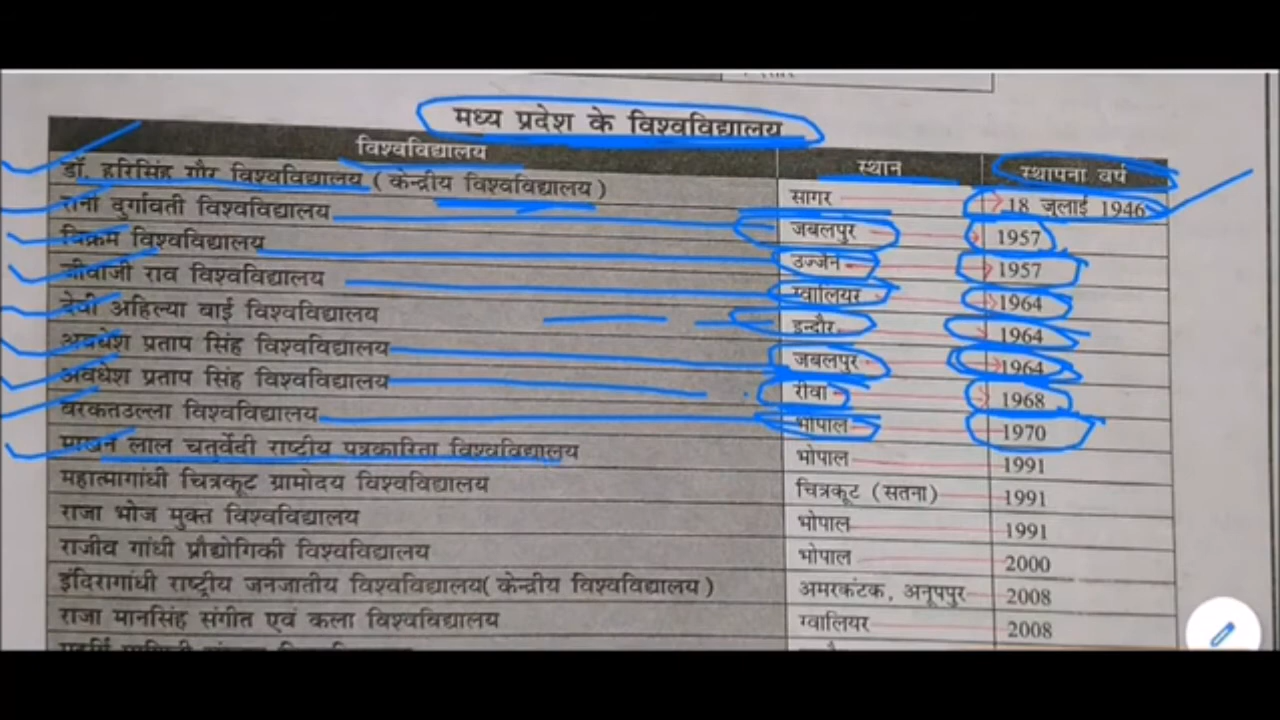 मध्य प्रदेश के विश्वविद्यालय
विश्वविद्यालय स्थान स्थापना वर्ष
डॉ. हरिसिंह गौर विश्वविद्यालय (केन्द्रीय विश्वविद्यालय) सागर 18 जुलाई 1946
रानी दुर्गावती विश्वविद्यालय जबलपुर 1957
विक्रम विश्वविद्यालय उज्जैन 1957
जीवाजी राव विश्वविद्यालय ग्वालियर 1964
देवी अहिल्या बाई विश्वविद्यालय इन्दौर 1964
अवधेश प्रताप सिंह विश्वविद्यालय जबलपुर 1964
अवधेश प्रताप सिंह विश्वविद्यालय रीवा 1968
बरकतउल्ला विश्वविद्यालय भोपाल 1970
माखन लाल चतुर्वेदी राष्ट्रीय पत्रकारिता विश्वविद्यालय भोपाल 1991
महात्मागांधी चित्रकूट ग्रामोदय विश्वविद्यालय चित्रकूट (सतना) 1991
राजा भोज मुक्त विश्वविद्यालय भोपाल 1991
राजीव गांधी प्रौद्योगिकी विश्वविद्यालय भोपाल 2000
इंदिरागांधी राष्ट्रीय जनजातीय विश्वविद्यालय(केन्द्रीय विश्वविद्यालय) अमरकंटक, अनूपपुर 2008
राजा मानसिंह संगीत एवं कला विश्वविद्यालय ग्वालियर 2008